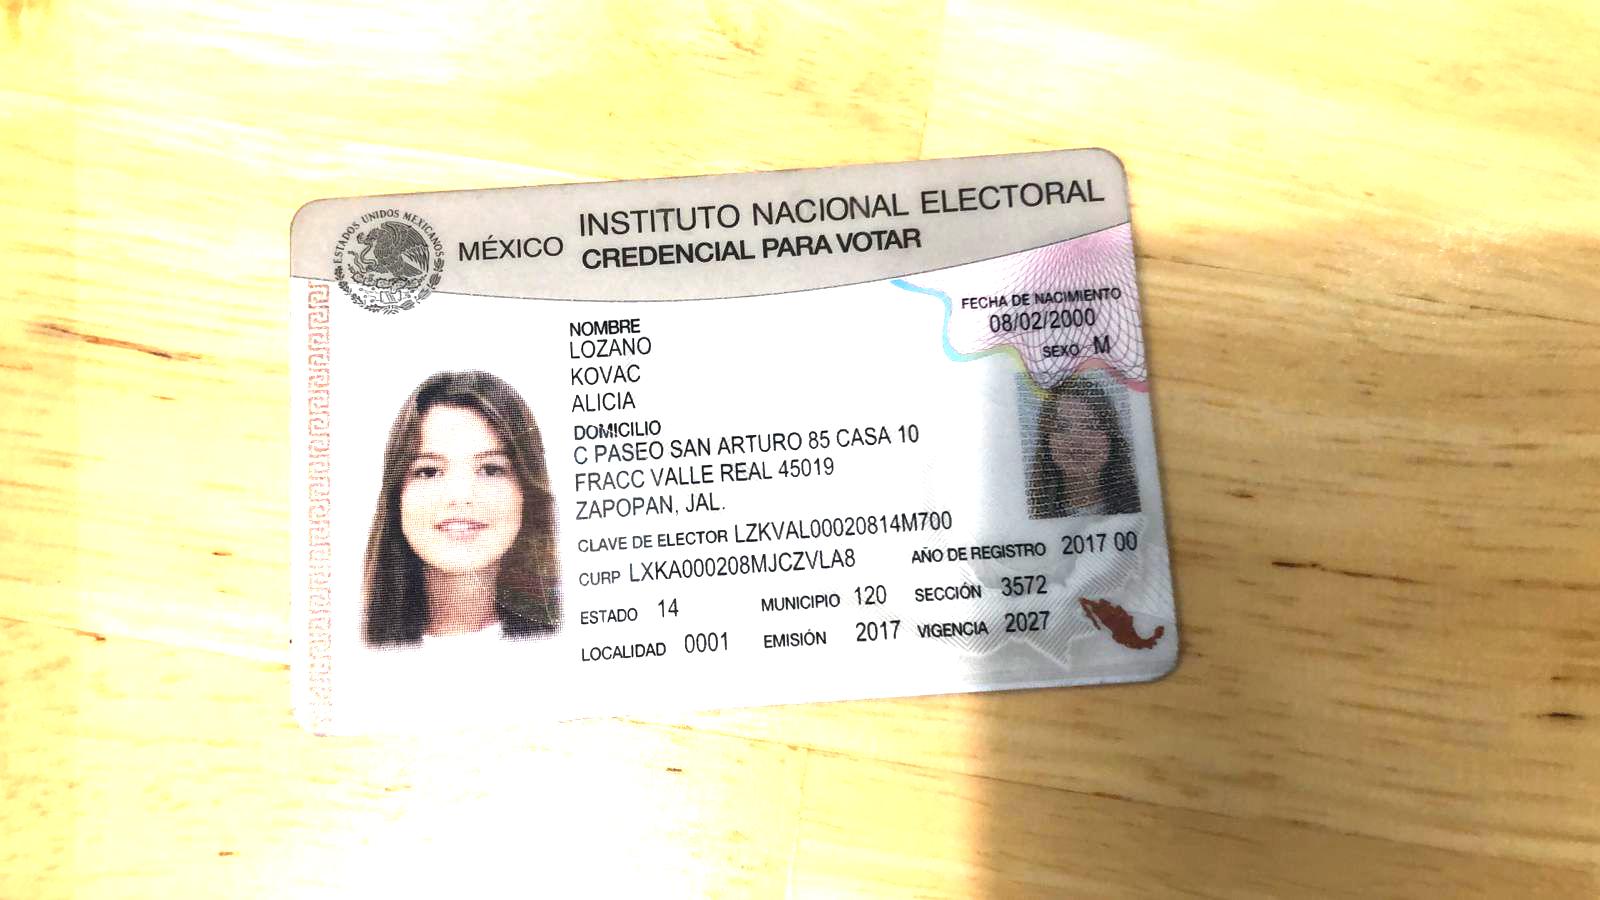 ESTADOS UNIDOS MEXICANOS
MÉXICO
INSTITUTO NACIONAL ELECTORAL
CREDENCIAL PARA VOTAR
FECHA DE NACIMIENTO
08/02/2000
SEXO M
NOMBRE
LOZANO
KOVAC
ALICIA
DOMICILIO
C PASEO SAN ARTURO 85 CASA 10
FRACC VALLE REAL 45019
ZAPOPAN, JAL.
CLAVE DE ELECTOR LZKVAL00020814M700
CURP LXKA000208MJCZVLA8 AÑO DE REGISTRO 2017 00
ESTADO 14 MUNICIPIO 120 SECCIÓN 3572
LOCALIDAD 0001 EMISIÓN 2017 VIGENCIA 2027